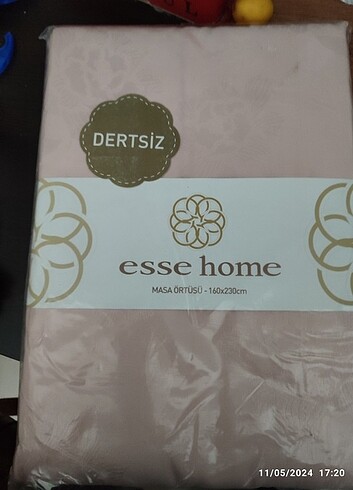 DERTSİZ
esse home
MASA ÖRTÜSÜ - 160x230cm
11/05/2024 17:20